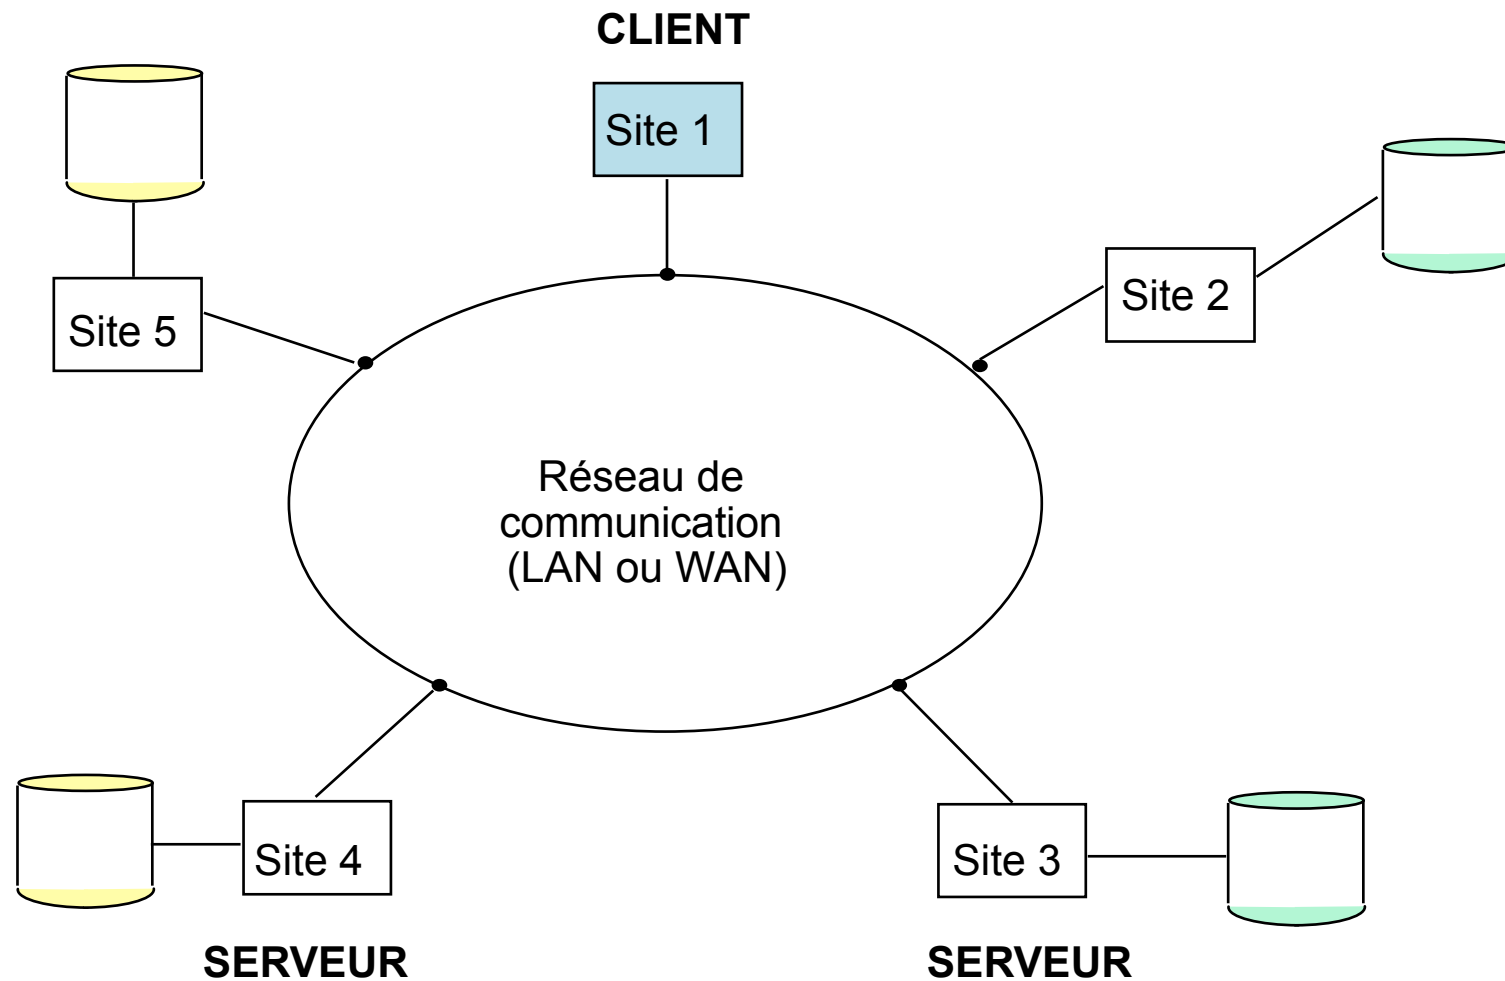 CLIENT
Site 1
Site 2
Site 5
Réseau de
communication
(LAN ou WAN)
Site 4
Site 3
SERVEUR
SERVEUR